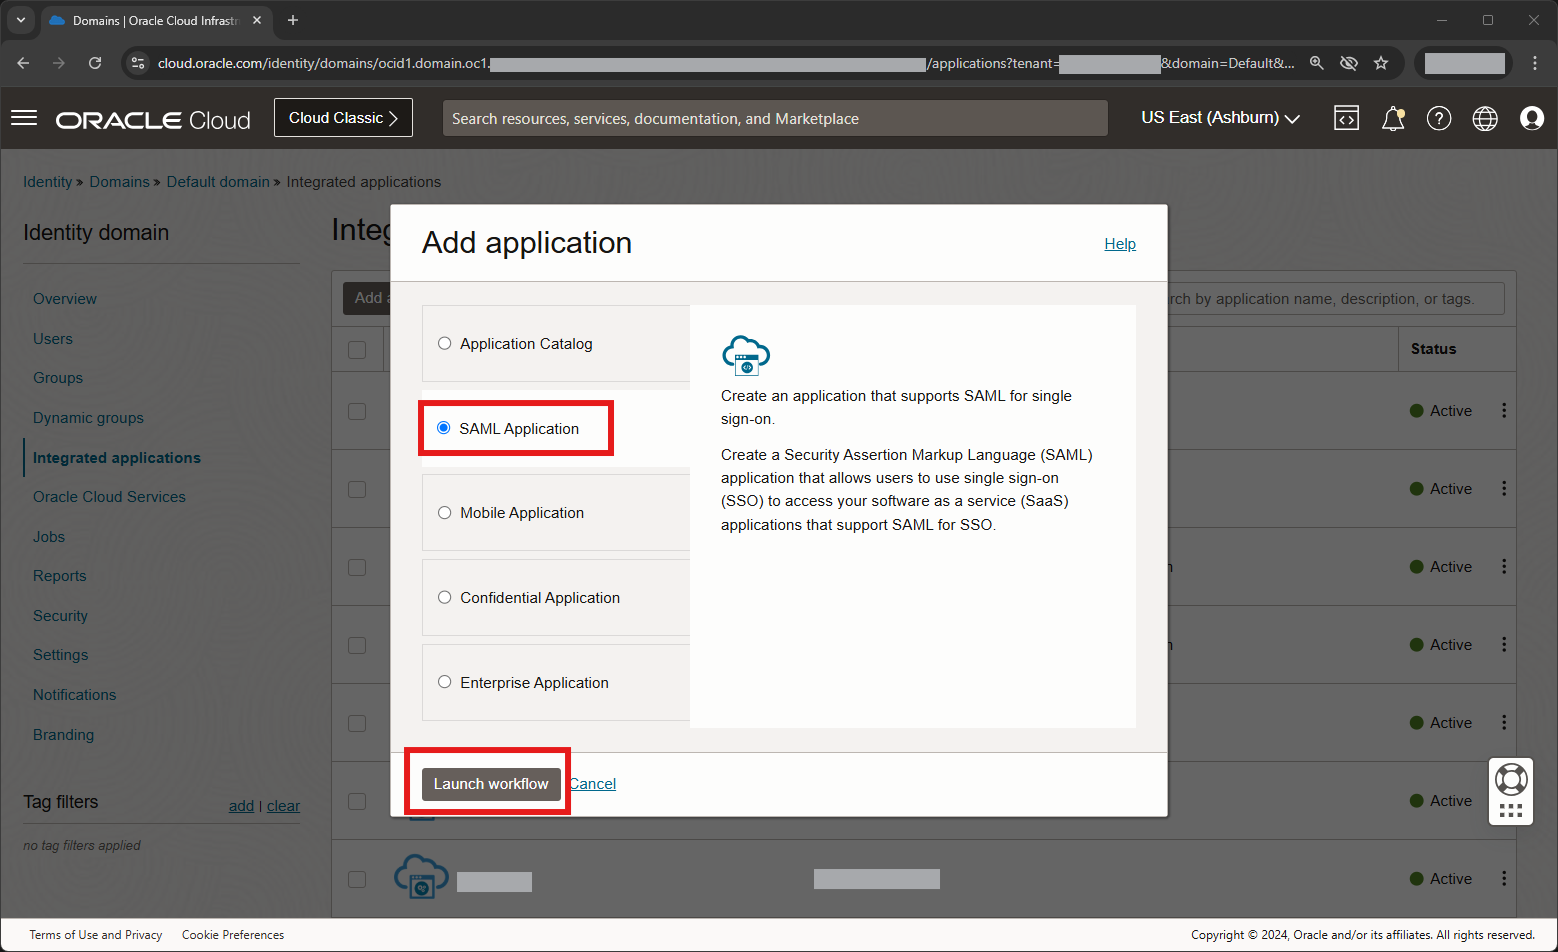 Domains | Oracle Cloud Infrastr
cloud.oracle.com/identity/domains/ocid1.domain.oc1.
/applications?tenant=
&domain=Default&...
ORACLE Cloud
Cloud Classic
Search resources, services, documentation, and Marketplace
US East (Ashburn)
Identity » Domains » Default domain » Integrated applications
Identity domain
Overview
Users
Groups
Dynamic groups
Integrated applications
Oracle Cloud Services
Jobs
Reports
Security
Settings
Notifications
Branding
Tag filters
add | clear
no tag filters applied
Add
by application name, description, or tags.
Status
Active
Active
Active
Active
Active
Active
Active
Add application
Help
Application Catalog
SAML Application
Mobile Application
Confidential Application
Enterprise Application
Create an application that supports SAML for single
sign-on.
Create a Security Assertion Markup Language (SAML)
application that allows users to use single sign-on
(SSO) to access your software as a service (SaaS)
applications that support SAML for SSO.
Launch workflow
Cancel
Terms of Use and Privacy
Cookie Preferences
Copyright © 2024, Oracle and/or its affiliates. All rights reserved.